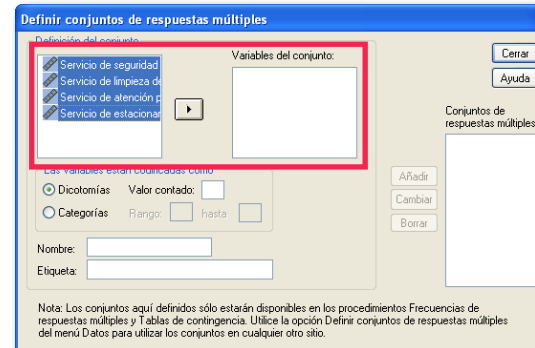 Definir conjuntos de respuestas múltiples
Definición del conjunto
Variables del conjunto:
Servicio de seguridad
Servicio de limpieza de
Servicio de atención p
Servicio de estacionar
Cerrar
Ayuda
Conjuntos de
respuestas múltiples
Las variables están codificadas como
Dicotomías Valor contado:
Categorías Rango: hasta
Añadir
Cambiar
Borrar
Nombre:
Etiqueta:
Nota: Los conjuntos aquí definidos sólo estarán disponibles en los procedimientos Frecuencias de
respuestas múltiples y Tablas de contingencia. Utilice la opción Definir conjuntos de respuestas múltiples
del menú Datos para utilizar los conjuntos en cualquier otro sitio.